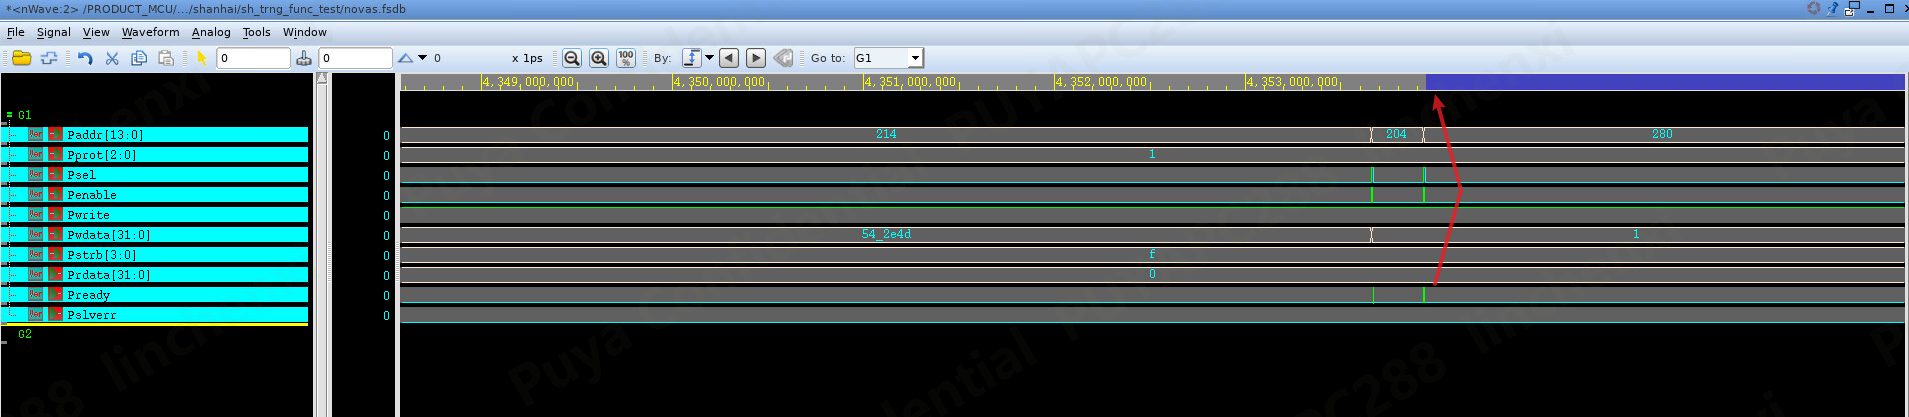 *<nWave:2> /PRODUCT_MCU/.../shanhai/sh_trng_func_test/novas.fsdb
File Signal View Waveform Analog Tools Window
0 0 0 x 1ps 100% By: Go to: G1
4,349,000,000 4,350,000,000 4,351,000,000 4,352,000,000 4,353,000,000
= G1
Paddr[13:0] 0 214 204 280
Pprot[2:0] 0 1
Psel 0
Penable 0
Pwrite 0
Pwdata[31:0] 0 54_2e4d 1
Pstrb[3:0] 0 f
Prdata[31:0] 0 0
Pready 0
Pslverr 0
G2